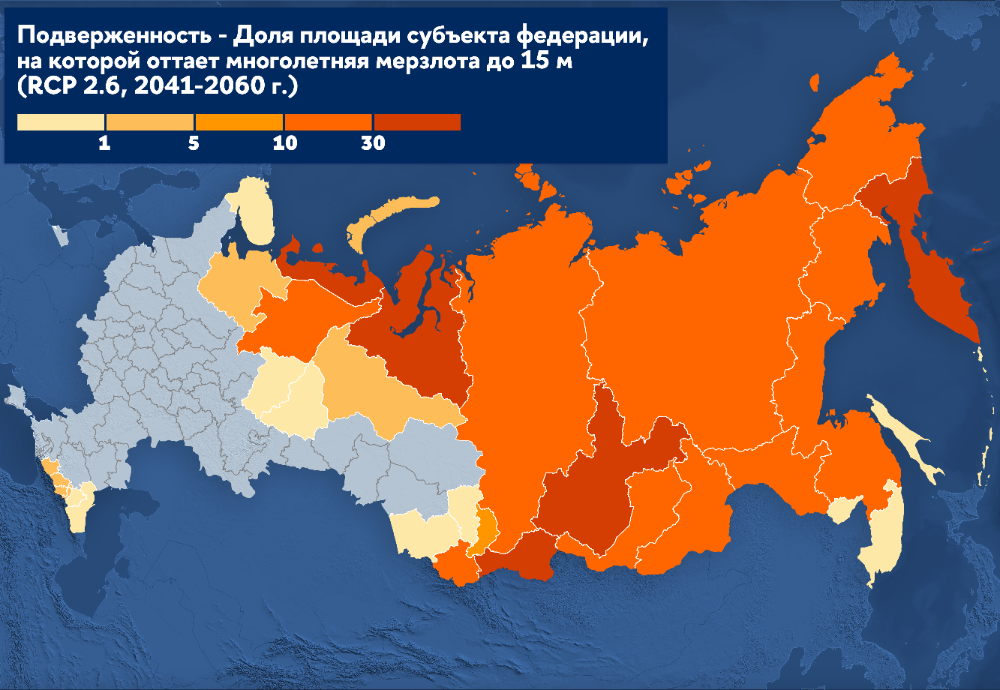 Подверженность - Доля площади субъекта федерации,
на которой оттает многолетняя мерзлота до 15 м
(RCP 2.6, 2041-2060 г.)
1 5 10 30